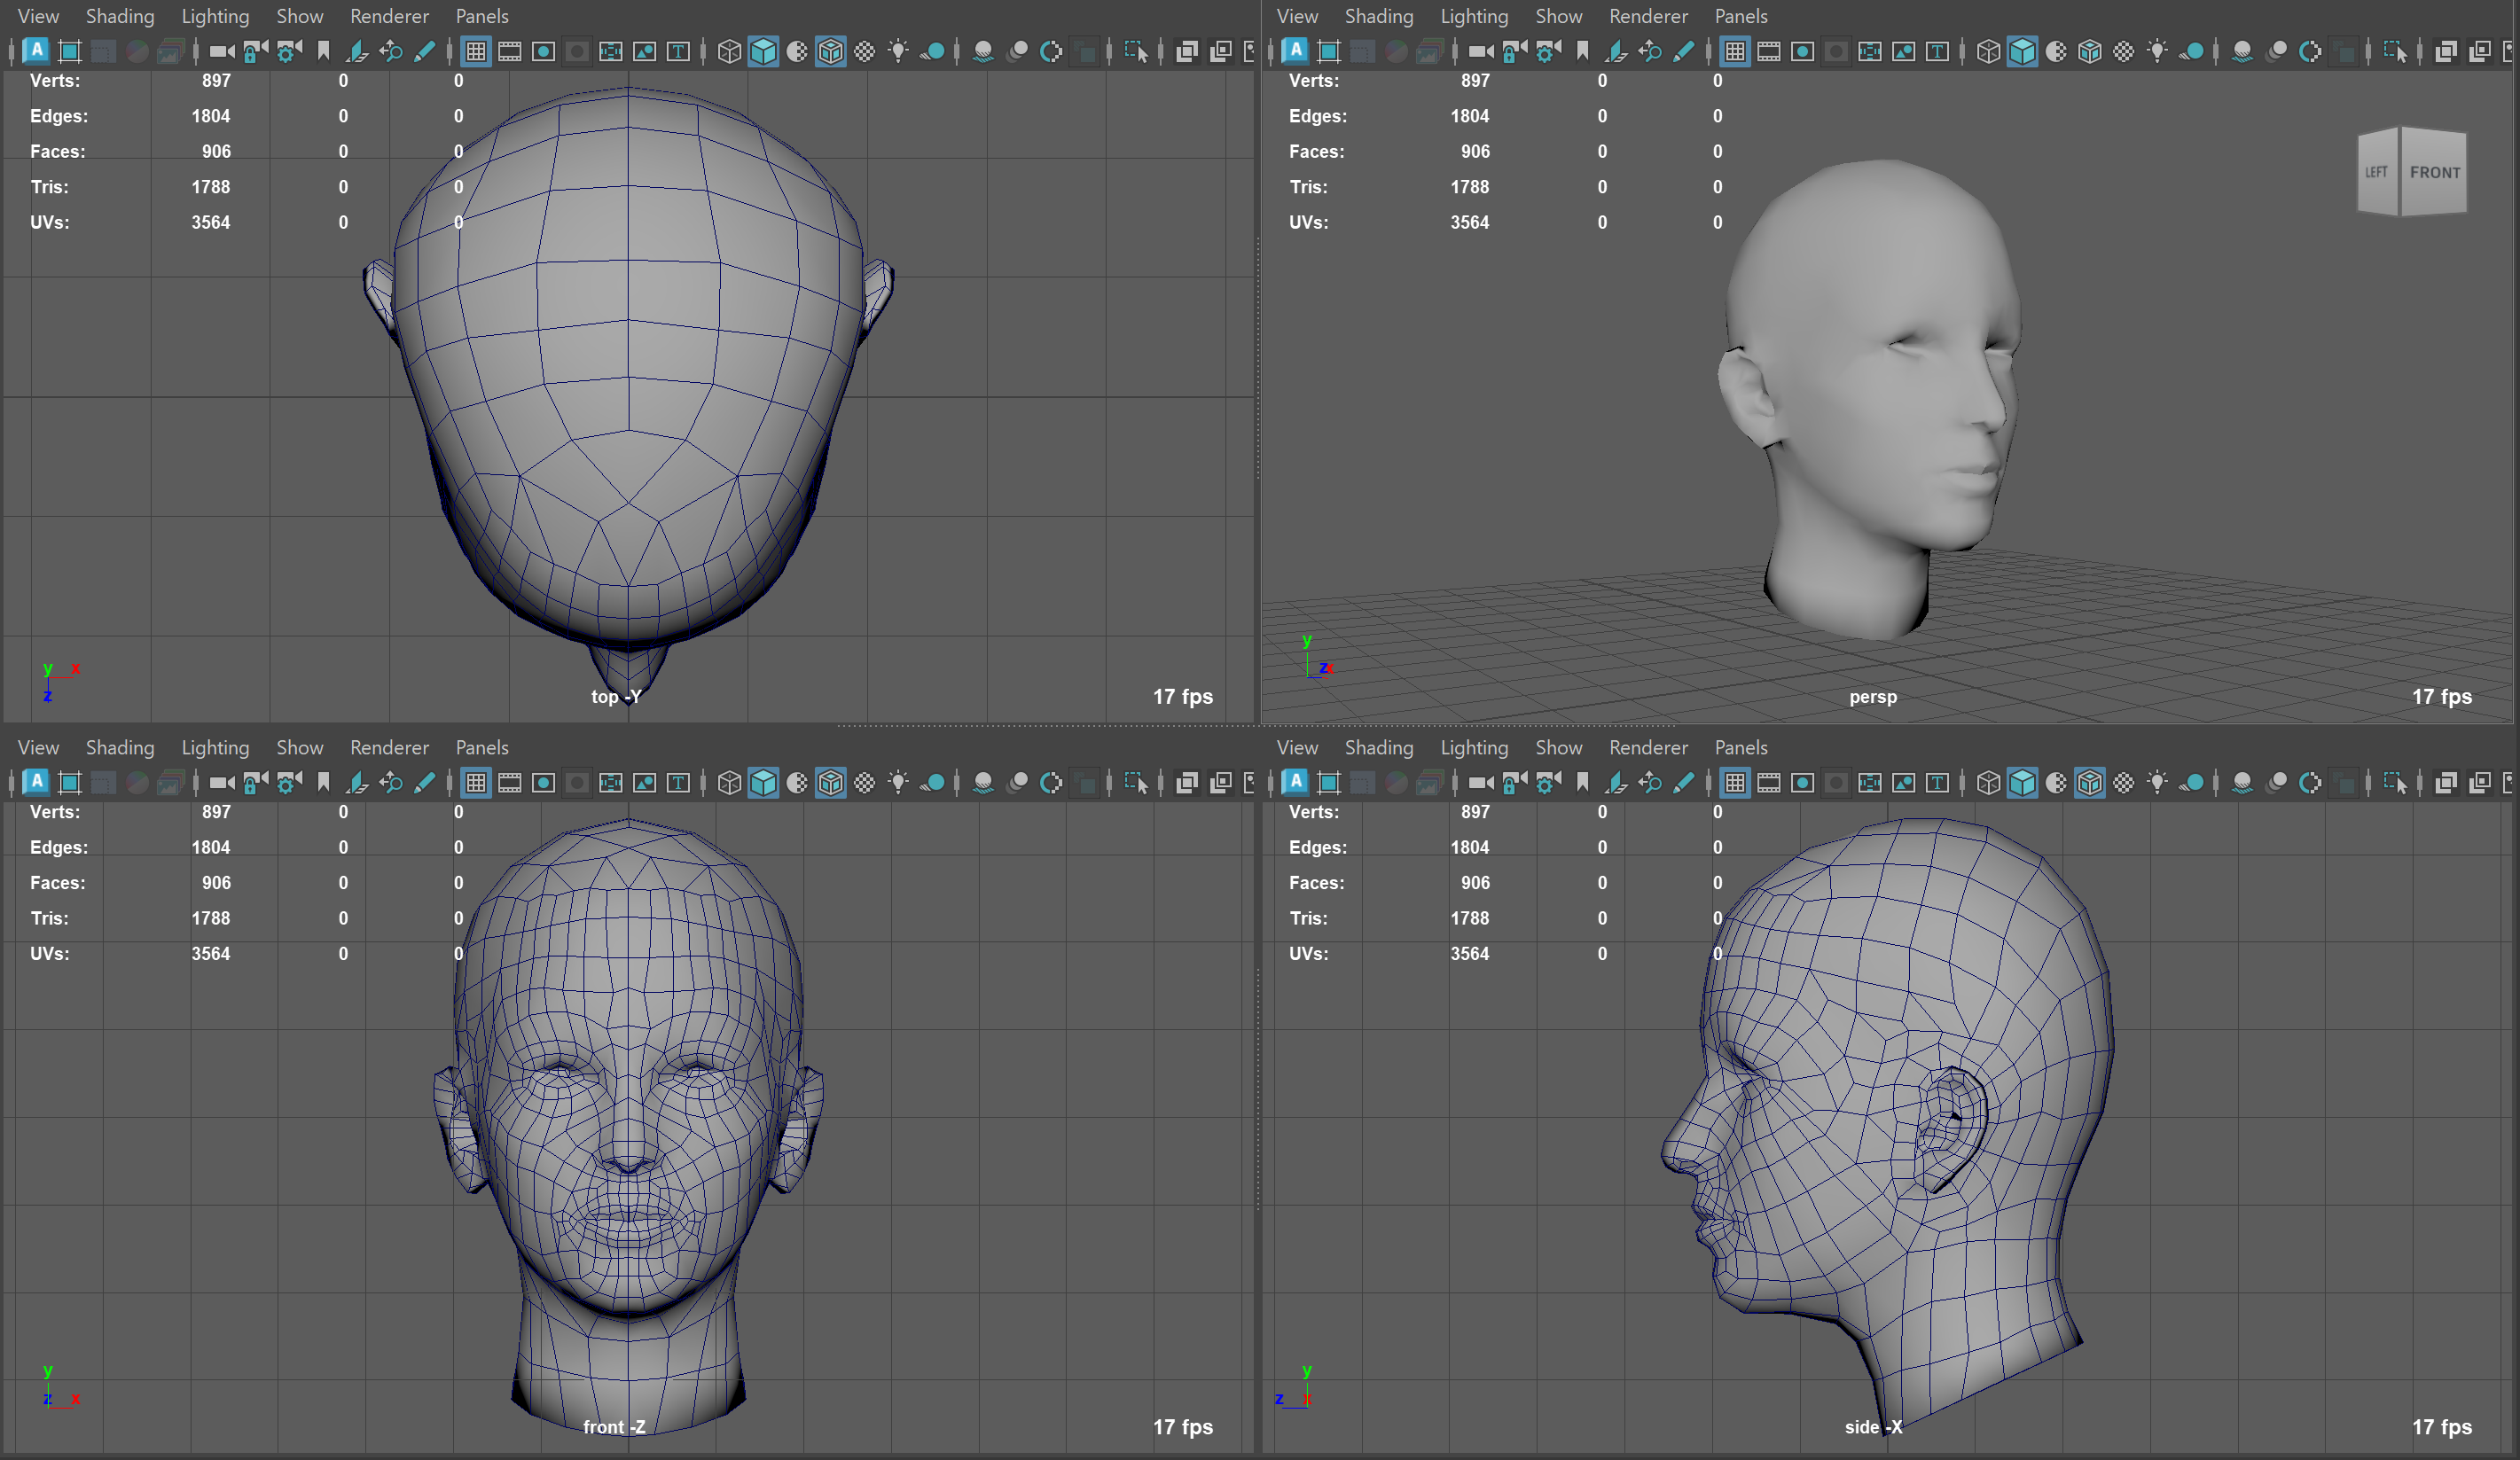 View Shading Lighting Show Renderer Panels
A T
Verts: 897 0 0
Edges: 1804 0 0
Faces: 906 0 0
Tris: 1788 0 0
UVs: 3564 0 0
y x
z
top -Y
17 fps
View Shading Lighting Show Renderer Panels
A T
Verts: 897 0 0
Edges: 1804 0 0
Faces: 906 0 0
Tris: 1788 0 0
UVs: 3564 0 0
LEFT FRONT
y
zx
persp
17 fps
View Shading Lighting Show Renderer Panels
A T
Verts: 897 0 0
Edges: 1804 0 0
Faces: 906 0 0
Tris: 1788 0 0
UVs: 3564 0 0
y
z x
front -Z
17 fps
View Shading Lighting Show Renderer Panels
A T
Verts: 897 0 0
Edges: 1804 0 0
Faces: 906 0 0
Tris: 1788 0 0
UVs: 3564 0 0
y
z x
side -X
17 fps